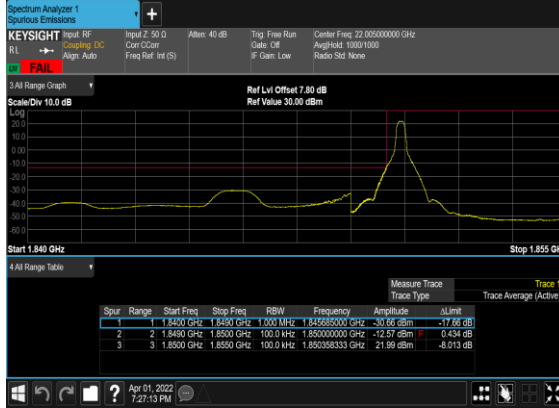 Spectrum Analyzer 1
Spurious Emissions
+
KEYSIGHT Input: RF Input Z: 50 Ω Atten: 40 dB Trig: Free Run Center Freq: 22.005000000 GHz
RL Coupling: DC Corr CCorr Gate: Off Avg|Hold: 1000/1000
Align: Auto Freq Ref: Int (S) IF Gain: Low Radio Std: None
FAIL
3 All Range Graph Ref Lvl Offset 7.80 dB
Scale/Div 10.0 dB Ref Value 30.00 dBm
Log
20.0
10.0
0.00
-10.0
-20.0
-30.0
-40.0
-50.0
-60.0
Start 1.840 GHz Stop 1.855 GH
4 All Range Table
Measure Trace Trace 1
Trace Type Trace Average (Active
Spur Range Start Freq Stop Freq RBW Frequency Amplitude ΔLimit
1 1 1.8400 GHz 1.8490 GHz 1.000 MHz 1.845685000 GHz -30.66 dBm -17.66 dB
2 2 1.8490 GHz 1.8500 GHz 100.0 kHz 1.850000000 GHz -12.57 dBm F 0.434 dB
3 3 1.8500 GHz 1.8550 GHz 100.0 kHz 1.850358333 GHz 21.99 dBm -8.013 dB
? Apr 01, 2022
7:27:13 PM